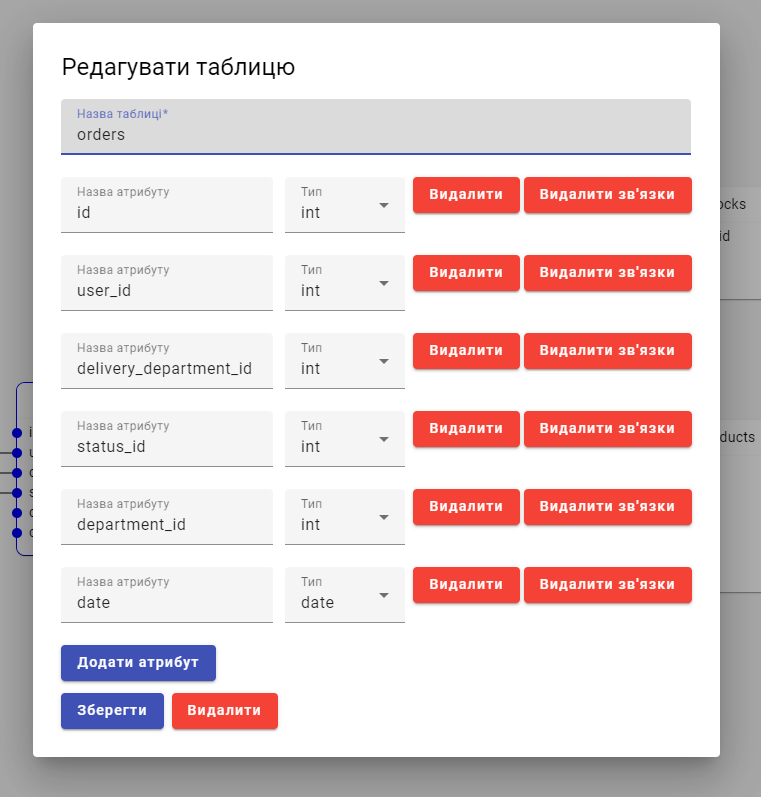 Редагувати таблицю
Назва таблиці*
orders
Назва атрибуту Тип Видалити Видалити зв'язки
id int
Назва атрибуту Тип Видалити Видалити зв'язки
user_id int
Назва атрибуту Тип Видалити Видалити зв'язки
delivery_department_id int
Назва атрибуту Тип Видалити Видалити зв'язки
status_id int
Назва атрибуту Тип Видалити Видалити зв'язки
department_id int
Назва атрибуту Тип Видалити Видалити зв'язки
date date
Додати атрибут
Зберегти Видалити
ocks
id
ducts